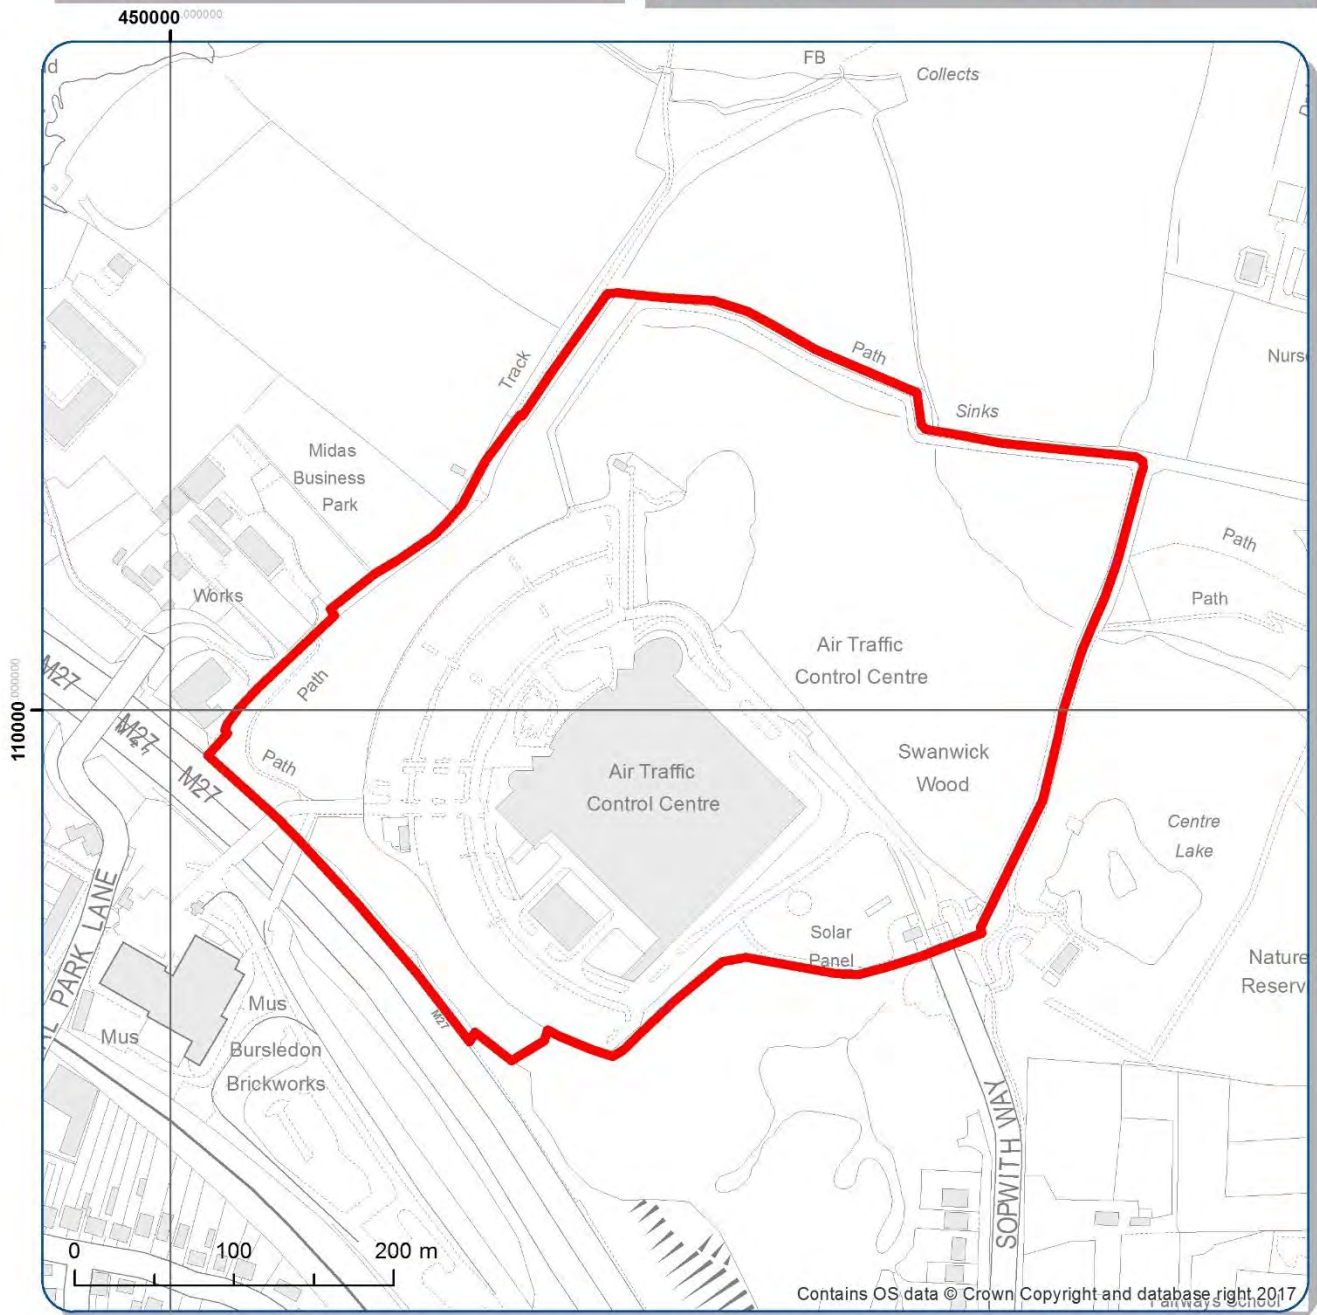 450000.000000
FB
Collects
Track
Path
Sinks
Midas
Business
Park
Path
Path
Works
Path
Air Traffic
Control Centre
M27
110000.000000
M27
M27
Path
Swanwick
Wood
Air Traffic
Control Centre
Centre
Lake
PARK LANE
Solar
Panel
Nature
Mus
Mus
M27
Bursledon
Brickworks
SOPWITH WAY
0 100 200 m
Contains OS data © Crown Copyright and database right 2017